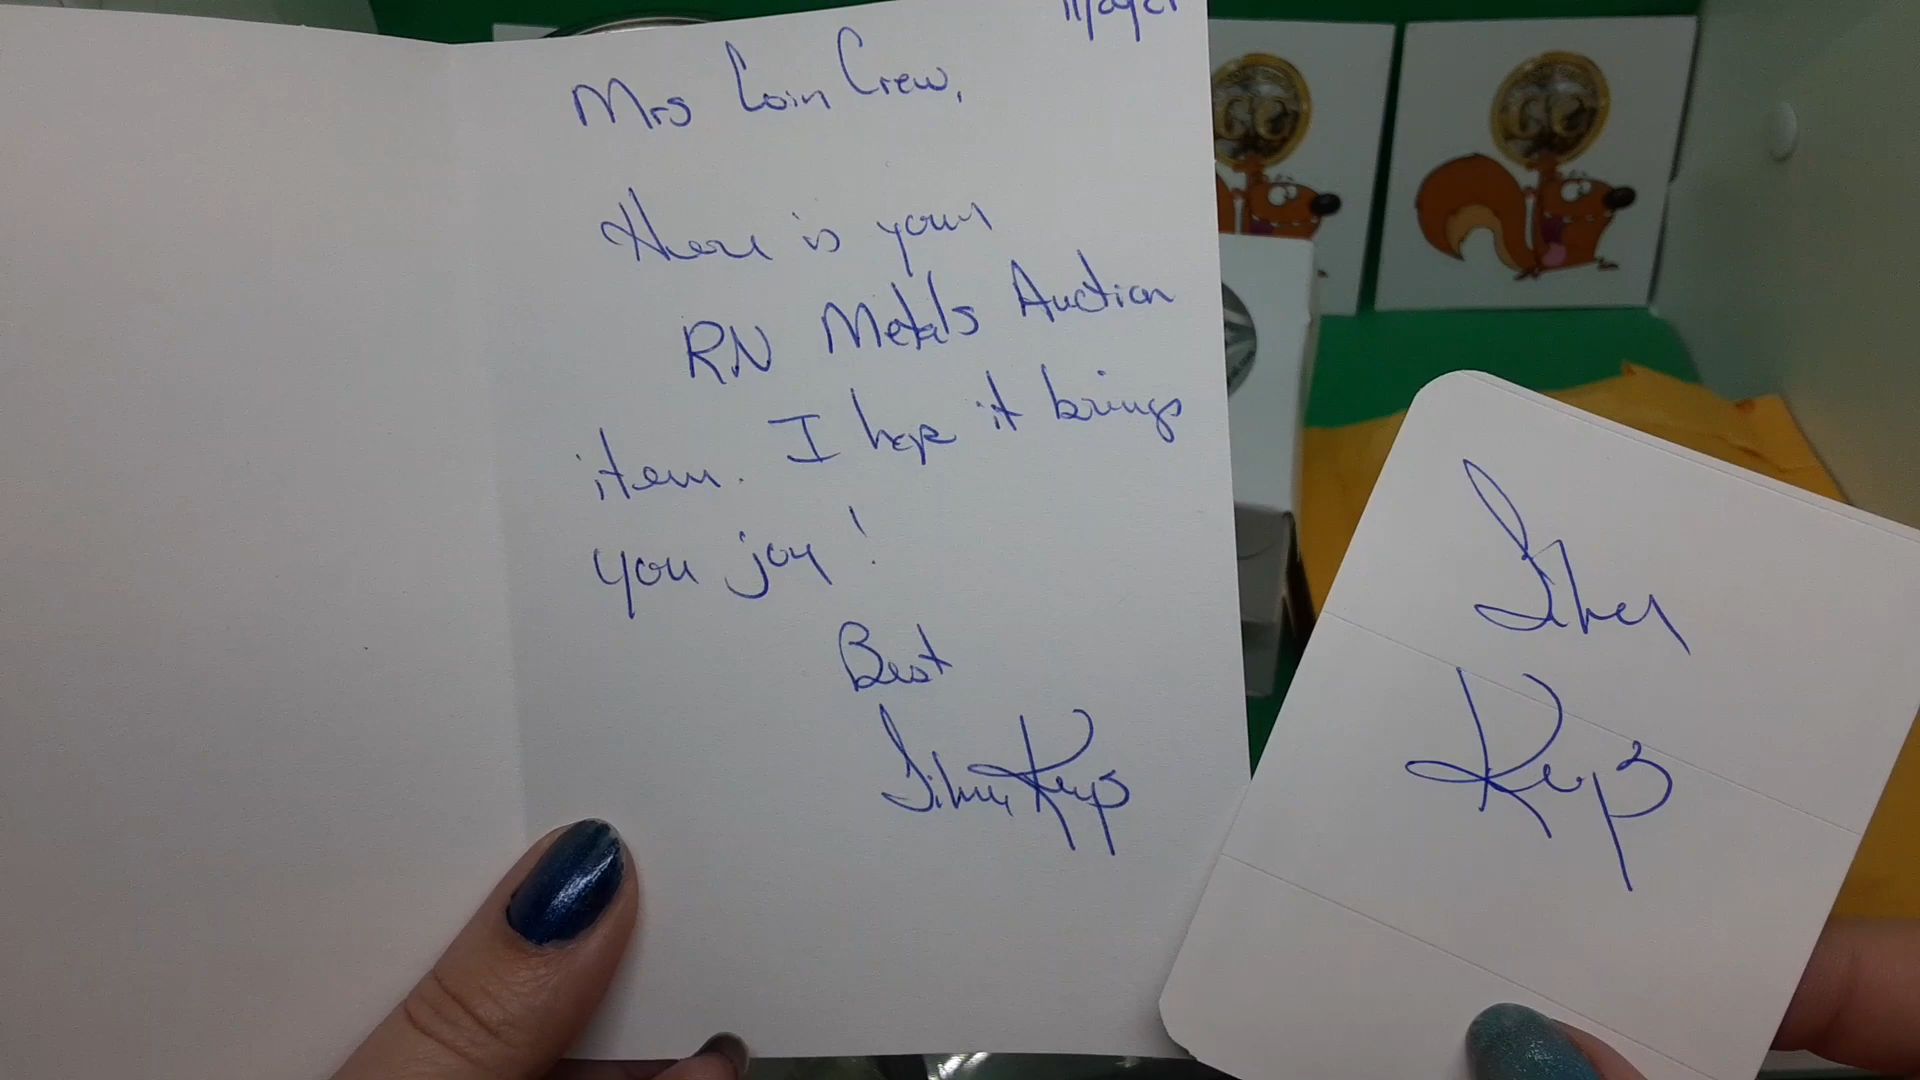 Mrs Coin Crew,
Here is your
RN Metals Auction
item. I hope it brings
you joy!
Best
Silver Keys
Silver
Keys
CC